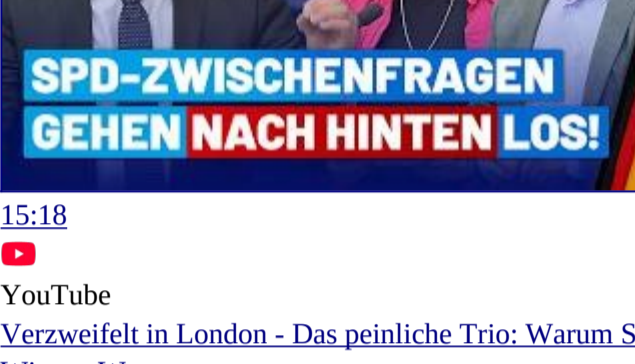 SPD-ZWISCHENFRAGEN
GEHEN NACH HINTEN LOS!
15:18
YouTube
Verzweifelt in London - Das peinliche Trio: Warum